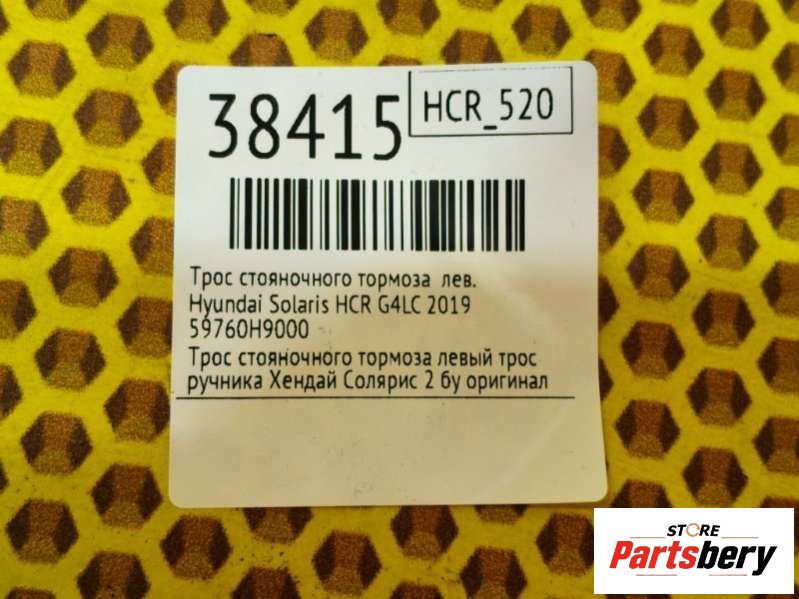 38415
HCR_520
Трос стояночного тормоза лев.
Hyundai Solaris HCR G4LC 2019
59760H9000
Трос стояночного тормоза левый трос
ручника Хендай Солярис 2 бу оригинал
STORE
Partsbery